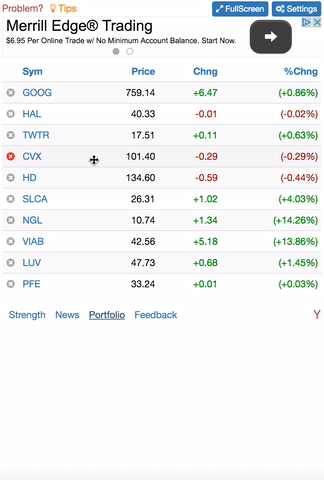 Problem? Tips FullScreen Settings
Merrill Edge® Trading
$6.95 Per Online Trade w/ No Minimum Account Balance. Start Now.
Sym Price Chng %Chng
GOOG 759.14 +6.47 (+0.86%)
HAL 40.33 -0.01 (-0.02%)
TWTR 17.51 +0.11 (+0.63%)
CVX 101.40 -0.29 (-0.29%)
HD 134.60 -0.59 (-0.44%)
SLCA 26.31 +1.02 (+4.03%)
NGL 10.74 +1.34 (+14.26%)
VIAB 42.56 +5.18 (+13.86%)
LUV 47.73 +0.68 (+1.45%)
PFE 33.24 +0.01 (+0.03%)
Strength News Portfolio Feedback Y